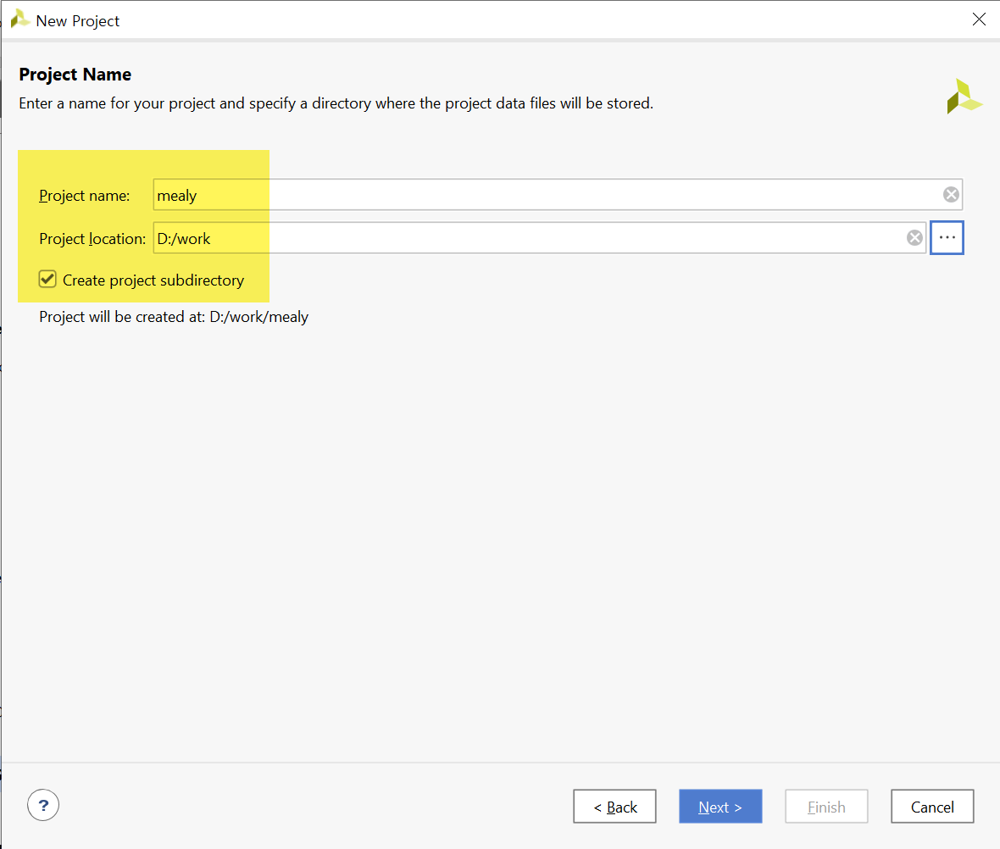 New Project
Project Name
Enter a name for your project and specify a directory where the project data files will be stored.
Project name: mealy
Project location: D:/work
Create project subdirectory
Project will be created at: D:/work/mealy
? < Back Next > Finish Cancel